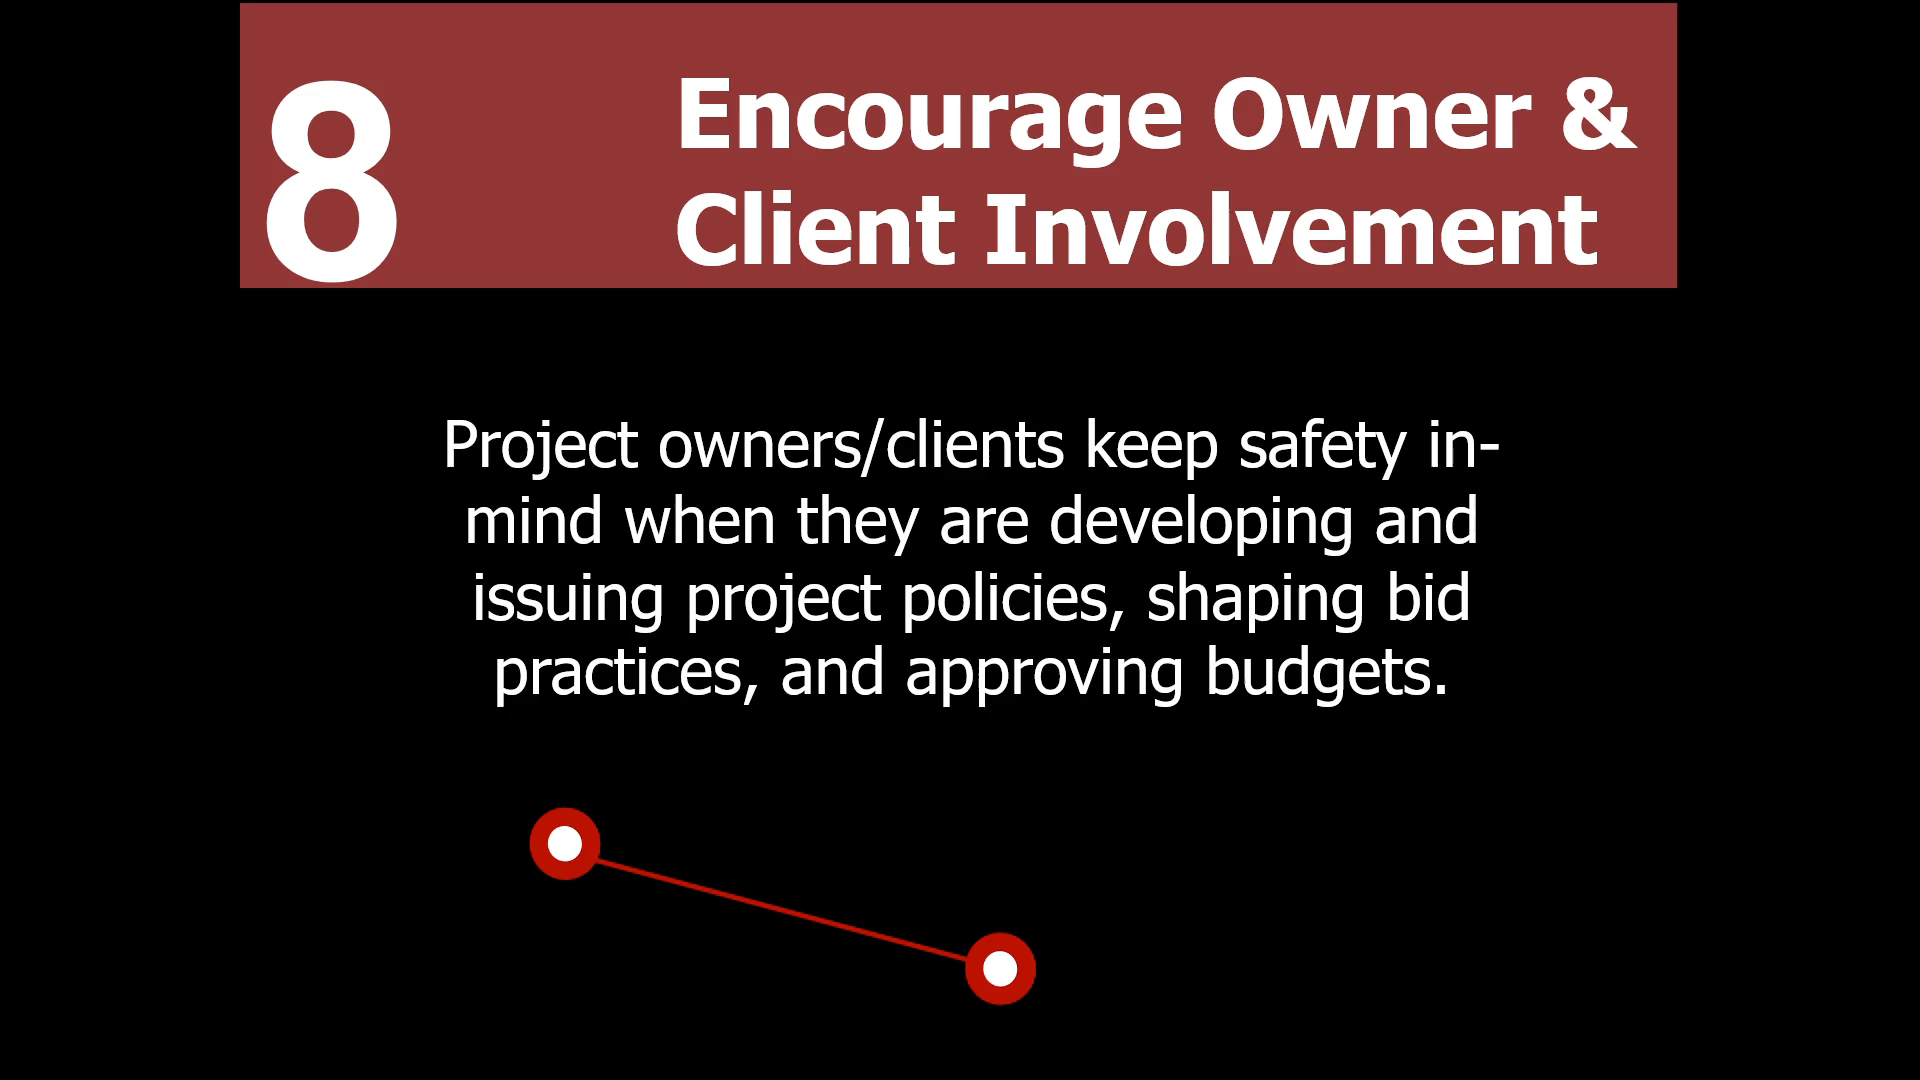 8
Encourage Owner &
Client Involvement
Project owners/clients keep safety in-
mind when they are developing and
issuing project policies, shaping bid
practices, and approving budgets.